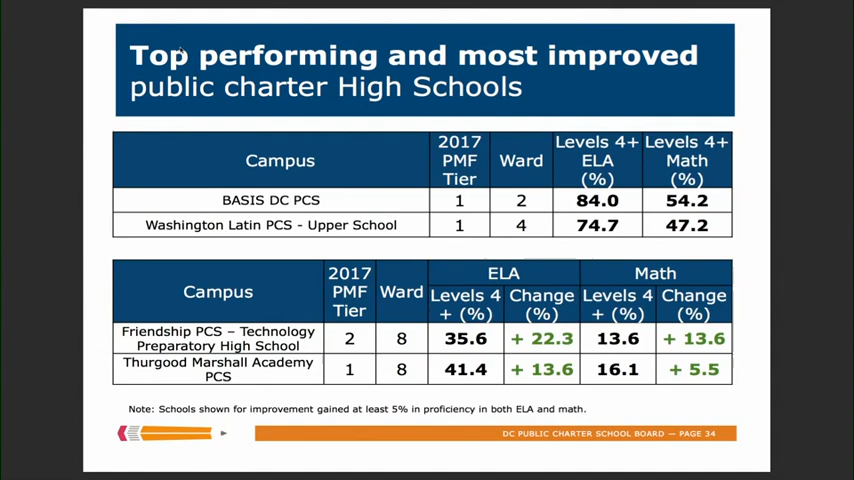 Top performing and most improved
public charter High Schools
Campus 2017 PMF Tier Ward Levels 4+ ELA (%) Levels 4+ Math (%)
BASIS DC PCS 1 2 84.0 54.2
Washington Latin PCS - Upper School 1 4 74.7 47.2
Campus 2017 PMF Tier Ward ELA Math
Levels 4 + (%) Change (%) Levels 4 + (%) Change (%)
Friendship PCS – Technology Preparatory High School 2 8 35.6 + 22.3 13.6 + 13.6
Thurgood Marshall Academy PCS 1 8 41.4 + 13.6 16.1 + 5.5
Note: Schools shown for improvement gained at least 5% in proficiency in both ELA and math.
DC PUBLIC CHARTER SCHOOL BOARD — PAGE 34